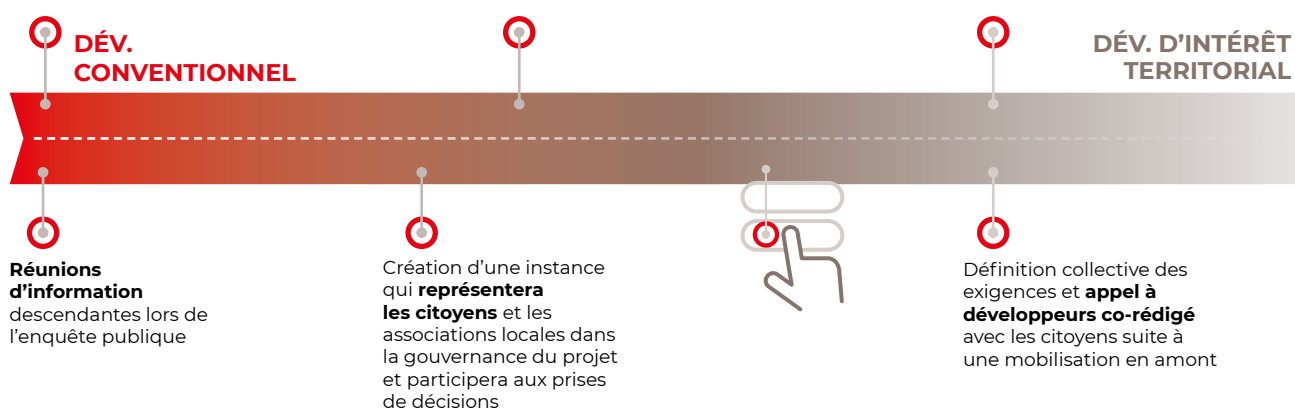 DÉV.
CONVENTIONNEL
DÉV. D’INTÉRÊT
TERRITORIAL
Réunions
d’information
descendantes lors de
l’enquête publique
Création d’une instance
qui représentera
les citoyens et les
associations locales dans
la gouvernance du projet
et participera aux prises
de décisions
Définition collective des
exigences et appel à
développeurs co-rédigé
avec les citoyens suite à
une mobilisation en amont